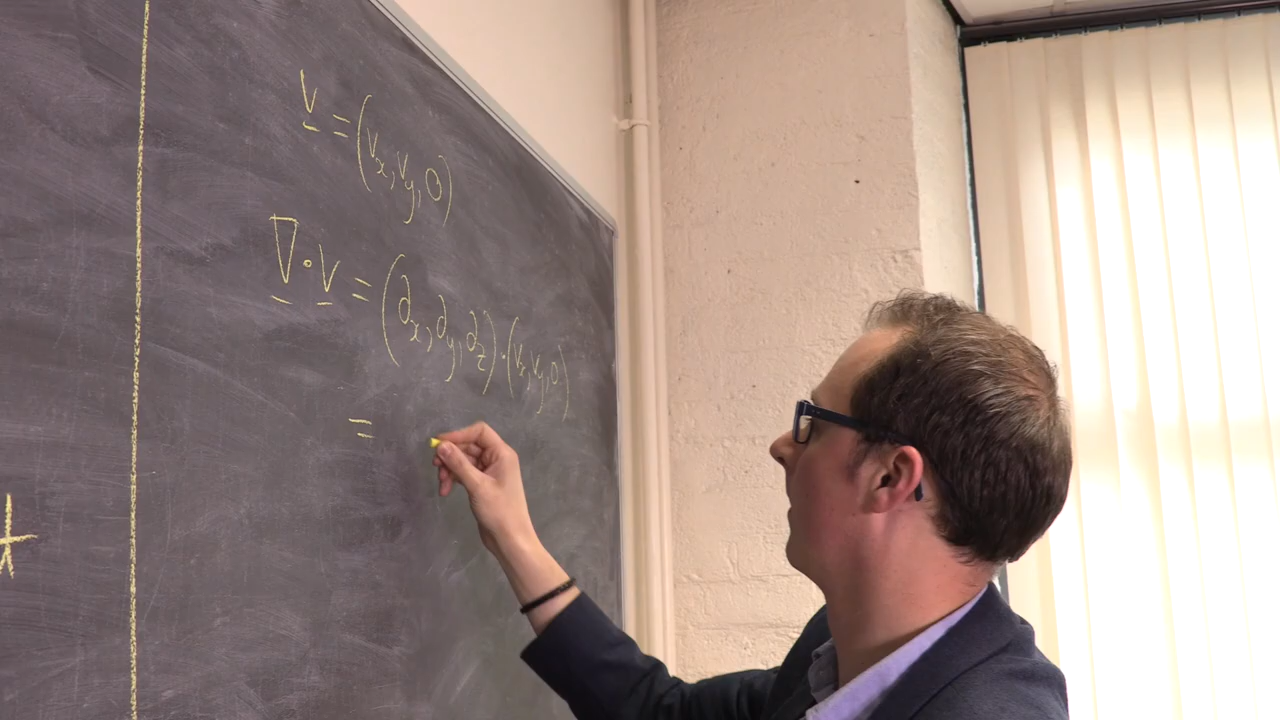 v = (vx, vy, 0)
∇ · v = (∂x, ∂y, ∂z) · (vx, vy, 0)
=
+